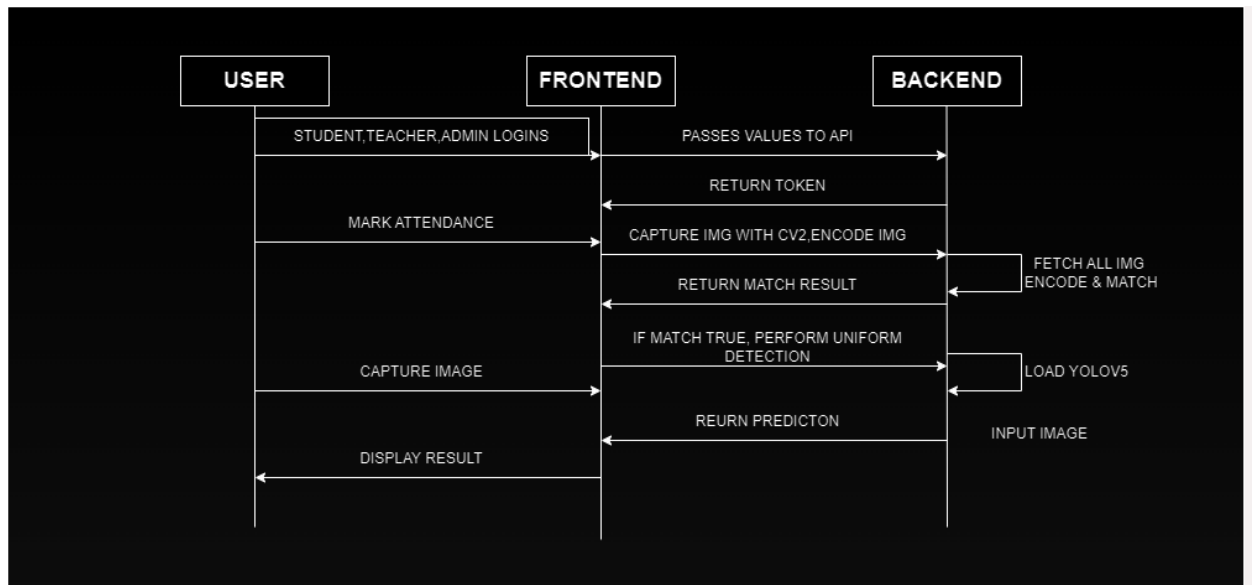 USER
FRONTEND
BACKEND
STUDENT,TEACHER,ADMIN LOGINS
PASSES VALUES TO API
RETURN TOKEN
MARK ATTENDANCE
CAPTURE IMG WITH CV2,ENCODE IMG
FETCH ALL IMG
ENCODE & MATCH
RETURN MATCH RESULT
IF MATCH TRUE, PERFORM UNIFORM
DETECTION
CAPTURE IMAGE
LOAD YOLOV5
REURN PREDICTON
INPUT IMAGE
DISPLAY RESULT